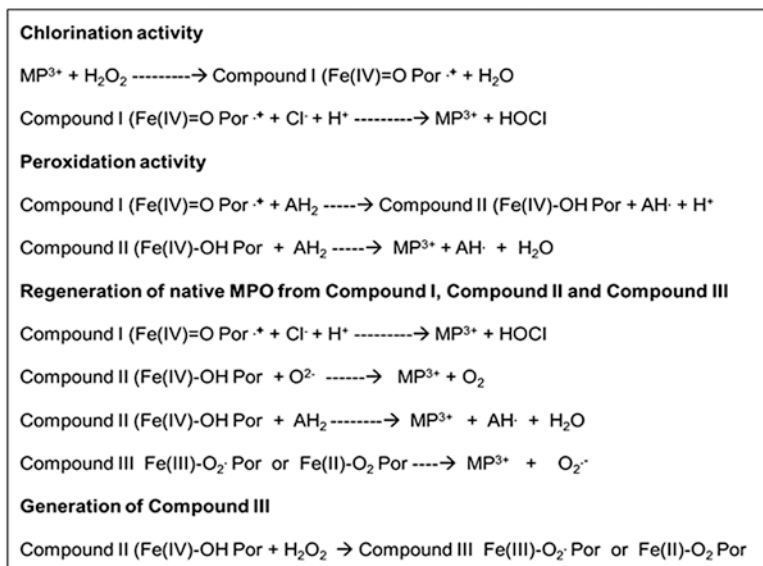 Chlorination activity
MP³⁺ + H₂O₂ ---------→ Compound I (Fe(IV)=O Por ·⁺ + H₂O
Compound I (Fe(IV)=O Por ·⁺ + Cl⁻ + H⁺ ---------→ MP³⁺ + HOCl
Peroxidation activity
Compound I (Fe(IV)=O Por ·⁺ + AH₂ -----→ Compound II (Fe(IV)-OH Por + AH· + H⁺
Compound II (Fe(IV)-OH Por + AH₂ -----→ MP³⁺ + AH· + H₂O
Regeneration of native MPO from Compound I, Compound II and Compound III
Compound I (Fe(IV)=O Por ·⁺ + Cl⁻ + H⁺ ---------→ MP³⁺ + HOCl
Compound II (Fe(IV)-OH Por + O²⁻ ------→ MP³⁺ + O₂
Compound II (Fe(IV)-OH Por + AH₂--------→ MP³⁺ + AH· + H₂O
Compound III Fe(III)-O₂· Por or Fe(II)-O₂ Por ----→ MP³⁺ + O₂·⁻
Generation of Compound III
Compound II (Fe(IV)-OH Por + H₂O₂ → Compound III Fe(III)-O₂· Por or Fe(II)-O₂ Por